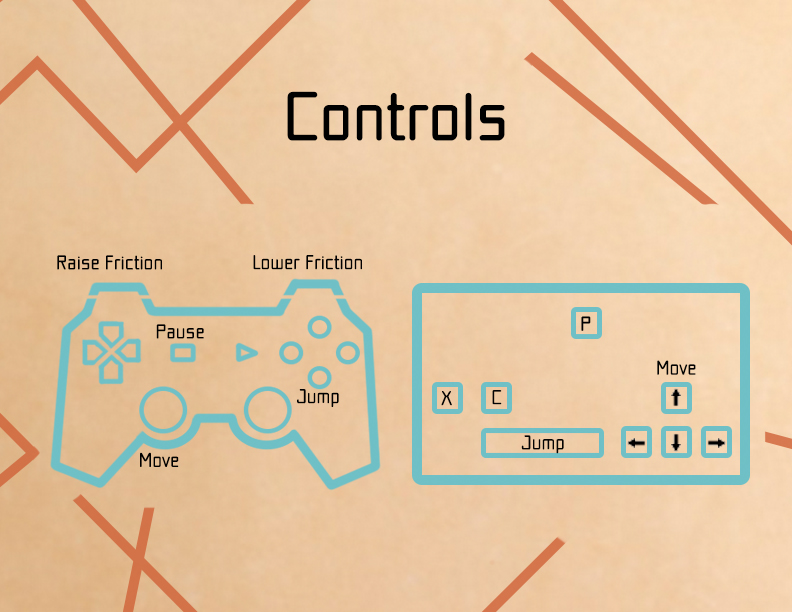 Controls
Raise Friction
Lower Friction
Pause
Jump
Move
P
Move
X
C
Jump